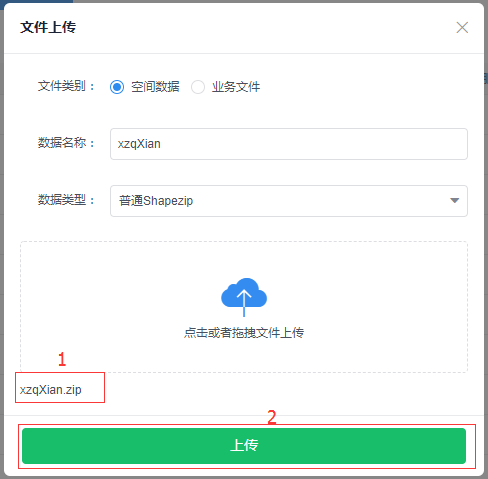 文件上传
文件类别： 空间数据 业务文件
数据名称： xzqXian
数据类型： 普通Shapezip
点击或者拖拽文件上传
1
xzqXian.zip
2
上传